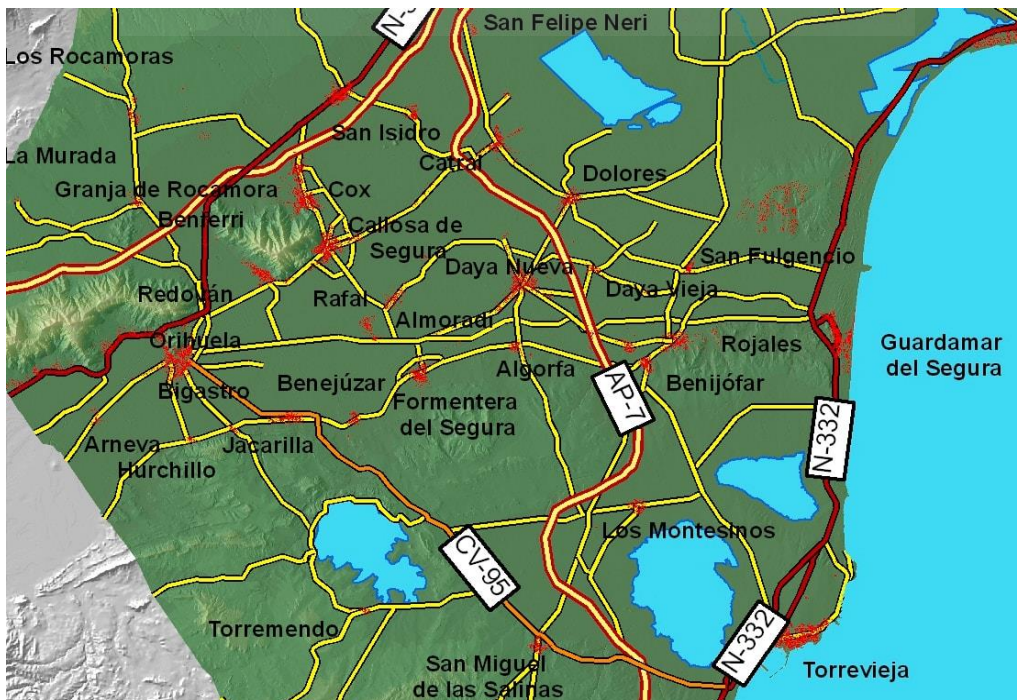 N-3
San Felipe Neri
Los Rocamoras
San Isidro
La Murada
Catral
Granja de Rocamora
Cox
Dolores
Benferri
Callosa de
Segura
San Fulgencio
Daya Nueva
Redován
Rafal
Daya Vieja
Almoradí
Orihuela
Rojales
Guardamar
del Segura
Bigastro
Benejúzar
Algorfa
Benijófar
AP-7
Formentera
del Segura
Arneva
Jacarilla
Hurchillo
N-332
Los Montesinos
CV-95
Torremendo
N-332
San Miguel
de las Salinas
Torrevieja